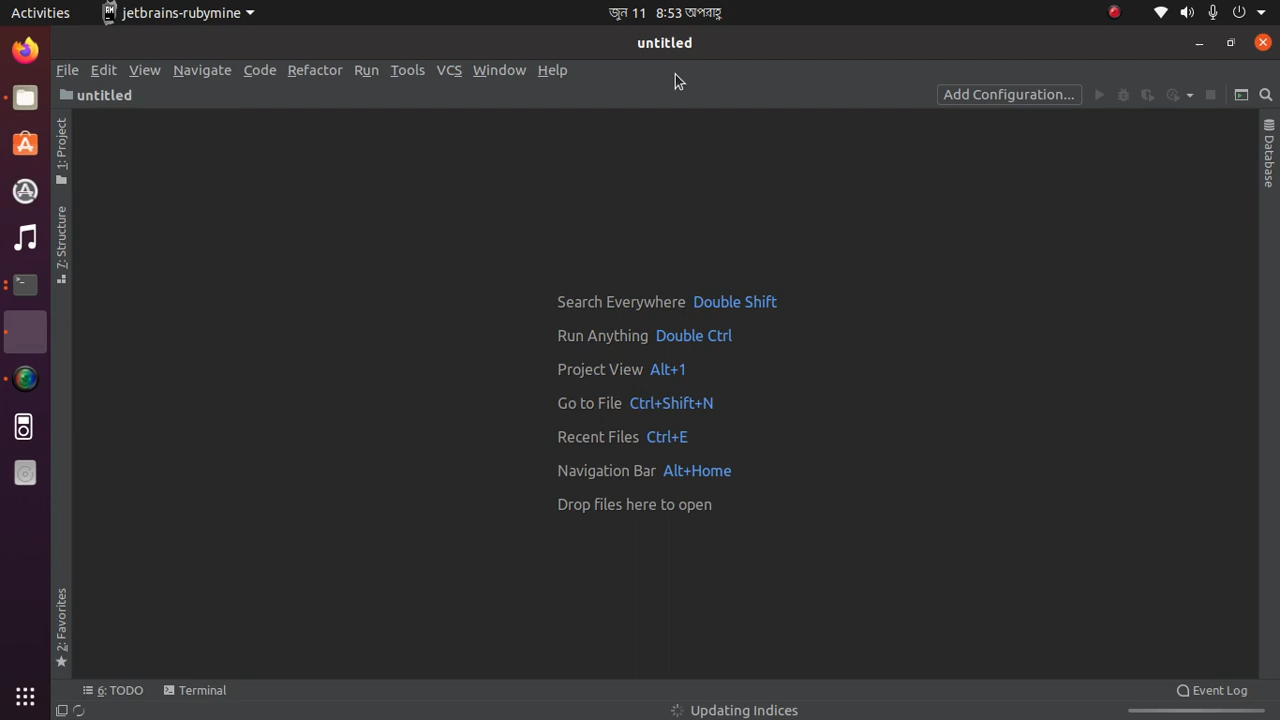 Activities jetbrains-rubymine জুন 11 8:53 অপরাহ্ণ
untitled
File Edit View Navigate Code Refactor Run Tools VCS Window Help
untitled Add Configuration...
1: Project
7: Structure
2: Favorites
Database
Search Everywhere Double Shift
Run Anything Double Ctrl
Project View Alt+1
Go to File Ctrl+Shift+N
Recent Files Ctrl+E
Navigation Bar Alt+Home
Drop files here to open
6: TODO Terminal Event Log
Updating Indices